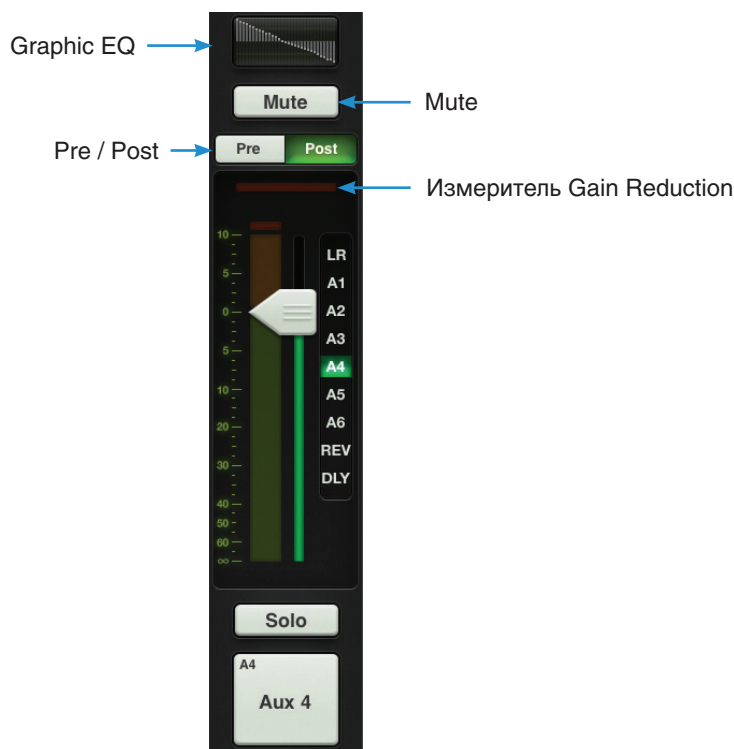 Graphic EQ
Mute
Mute
Pre / Post
Pre
Post
Измеритель Gain Reduction
10
5
0
5
10
20
30
40
50
60
∞
LR
A1
A2
A3
A4
A5
A6
REV
DLY
Solo
A4
Aux 4